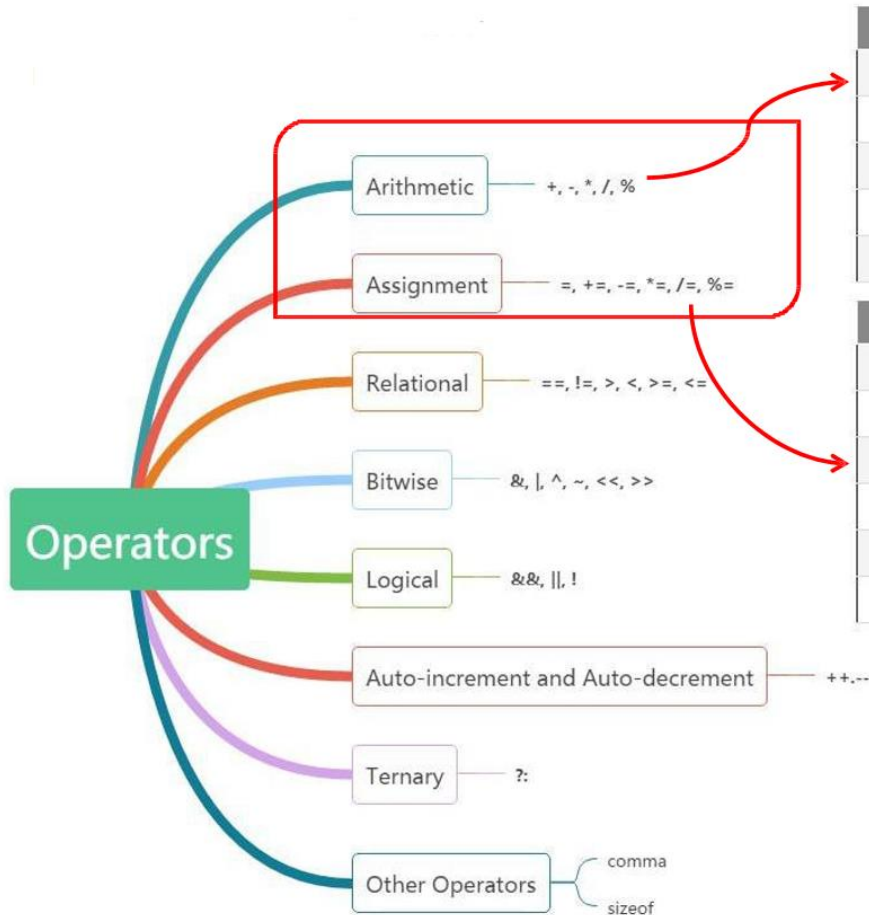 Arithmetic +, -, *, /, %
Assignment =, +=, -=, *=, /=, %=
Relational ==, !=, >, <, >=, <=
Bitwise &, |, ^, ~, <<, >>
Operators
Logical &&, ||, !
Auto-increment and Auto-decrement ++.--
Ternary ?:
comma
Other Operators
sizeof